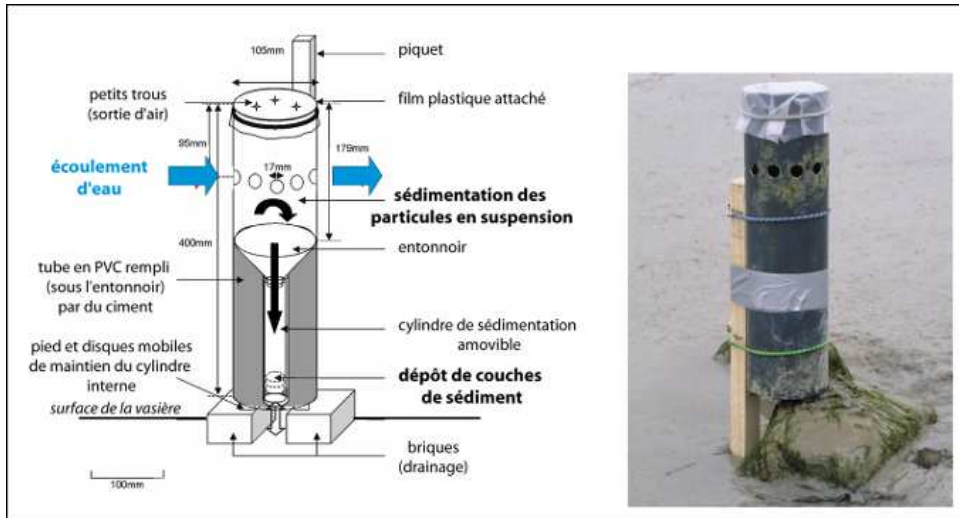 105mm
piquet
petits trous
(sortie d'air)
film plastique attaché
95mm
179mm
écoulement
d'eau
17mm
sédimentation des
particules en suspension
400mm
entonnoir
tube en PVC rempli
(sous l'entonnoir)
par du ciment
cylindre de sédimentation
amovible
pied et disques mobiles
de maintien du cylindre
interne
dépôt de couches
de sédiment
surface de la vasière
briques
(drainage)
100mm